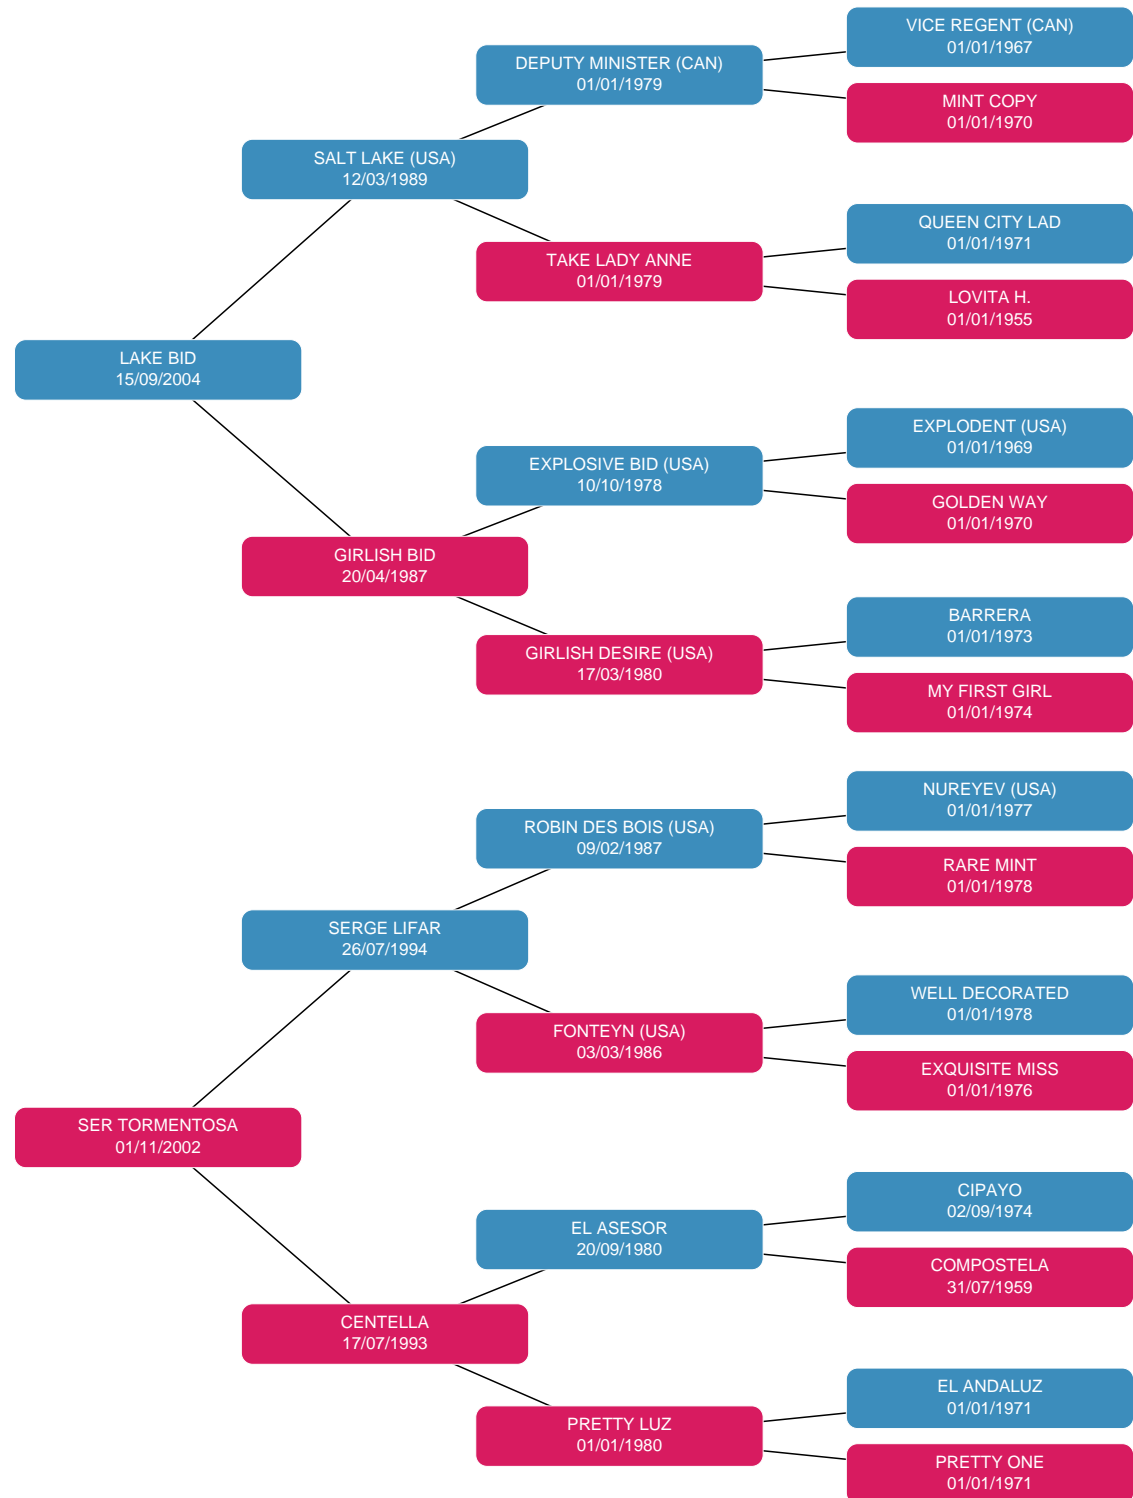 VICE REGENT (CAN)
01/01/1967
DEPUTY MINISTER (CAN)
01/01/1979
MINT COPY
01/01/1970
SALT LAKE (USA)
12/03/1989
QUEEN CITY LAD
01/01/1971
TAKE LADY ANNE
01/01/1979
LOVITA H.
01/01/1955
LAKE BID
15/09/2004
EXPLODENT (USA)
01/01/1969
EXPLOSIVE BID (USA)
10/10/1978
GOLDEN WAY
01/01/1970
GIRLISH BID
20/04/1987
BARRERA
01/01/1973
GIRLISH DESIRE (USA)
17/03/1980
MY FIRST GIRL
01/01/1974
NUREYEV (USA)
01/01/1977
ROBIN DES BOIS (USA)
09/02/1987
RARE MINT
01/01/1978
SERGE LIFAR
26/07/1994
WELL DECORATED
01/01/1978
FONTEYN (USA)
03/03/1986
EXQUISITE MISS
01/01/1976
SER TORMENTOSA
01/11/2002
CIPAYO
02/09/1974
EL ASESOR
20/09/1980
COMPOSTELA
31/07/1959
CENTELLA
17/07/1993
EL ANDALUZ
01/01/1971
PRETTY LUZ
01/01/1980
PRETTY ONE
01/01/1971